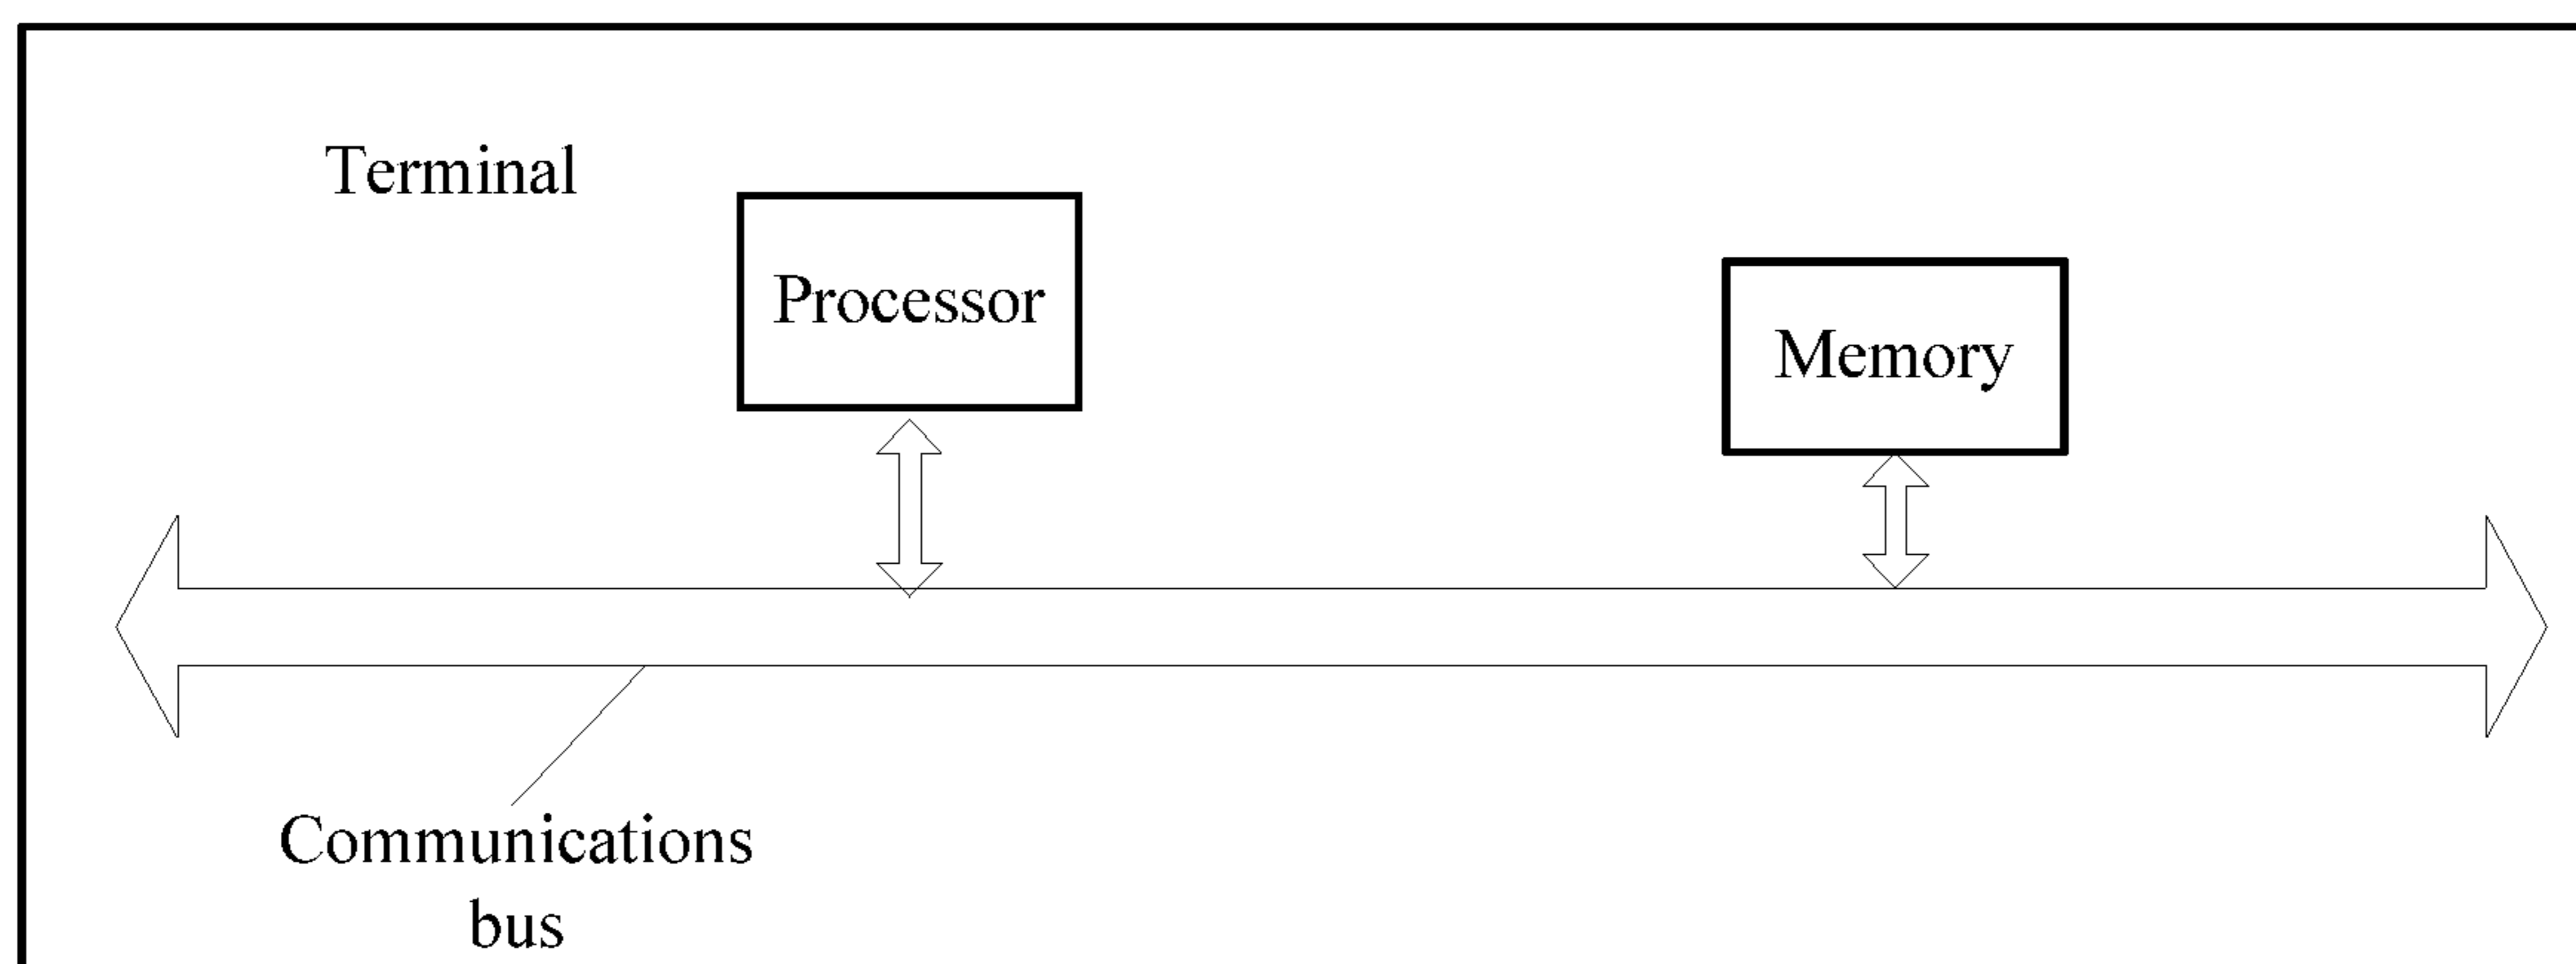 Terminal
Processor
Memory
Communications
bus